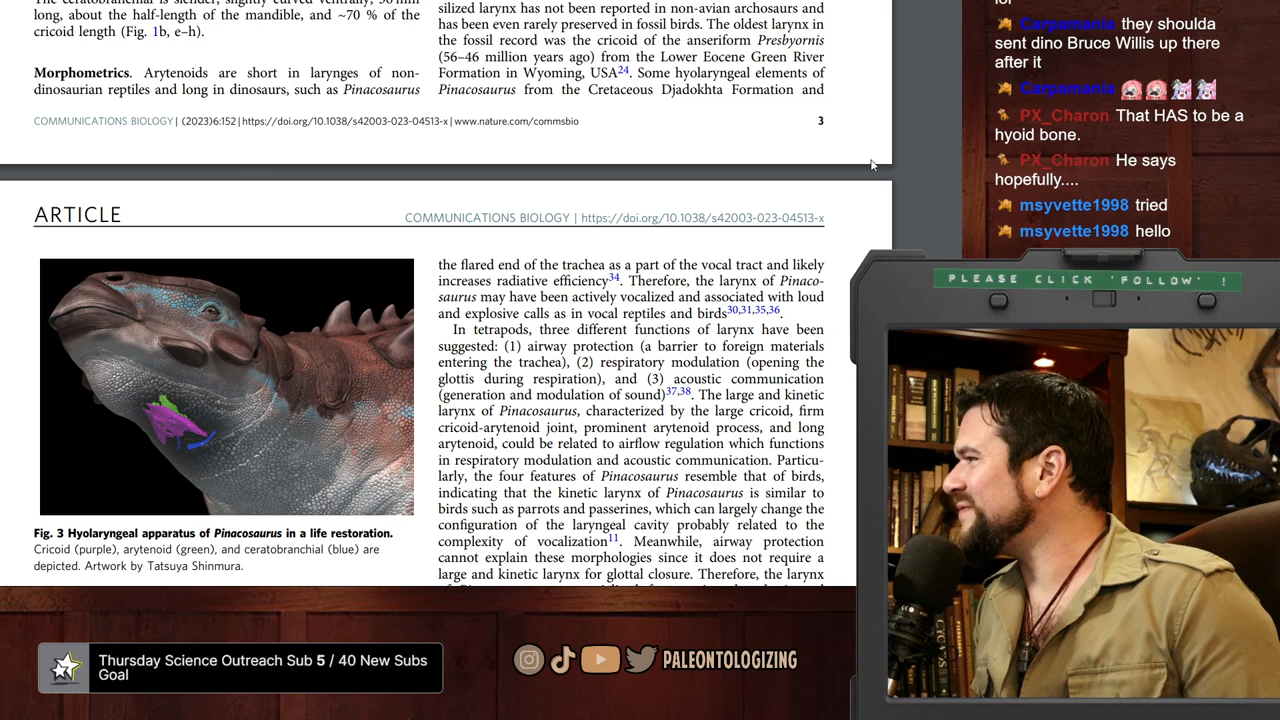 long, about the half-length of the mandible, and ~70 % of the
cricoid length (Fig. 1b, e–h).
Morphometrics. Arytenoids are short in larynges of non-
dinosaurian reptiles and long in dinosaurs, such as Pinacosaurus
silized larynx has not been reported in non-avian archosaurs and
has been even rarely preserved in fossil birds. The oldest larynx in
the fossil record was the cricoid of the anseriform Presbyornis
(56–46 million years ago) from the Lower Eocene Green River
Formation in Wyoming, USA24. Some hyolaryngeal elements of
Pinacosaurus from the Cretaceous Djadokhta Formation and
COMMUNICATIONS BIOLOGY | (2023)6:152 | https://doi.org/10.1038/s42003-023-04513-x | www.nature.com/commsbio
3
ARTICLE
COMMUNICATIONS BIOLOGY | https://doi.org/10.1038/s42003-023-04513-x
Fig. 3 Hyolaryngeal apparatus of Pinacosaurus in a life restoration.
Cricoid (purple), arytenoid (green), and ceratobranchial (blue) are
depicted. Artwork by Tatsuya Shinmura.
the flared end of the trachea as a part of the vocal tract and likely
increases radiative efficiency34. Therefore, the larynx of Pinaco-
saurus may have been actively vocalized and associated with loud
and explosive calls as in vocal reptiles and birds30,31,35,36.
In tetrapods, three different functions of larynx have been
suggested: (1) airway protection (a barrier to foreign materials
entering the trachea), (2) respiratory modulation (opening the
glottis during respiration), and (3) acoustic communication
(generation and modulation of sound)37,38. The large and kinetic
larynx of Pinacosaurus, characterized by the large cricoid, firm
cricoid-arytenoid joint, prominent arytenoid process, and long
arytenoid, could be related to airflow regulation which functions
in respiratory modulation and acoustic communication. Particu-
larly, the four features of Pinacosaurus resemble that of birds,
indicating that the kinetic larynx of Pinacosaurus is similar to
birds such as parrots and passerines, which can largely change the
configuration of the laryngeal cavity probably related to the
complexity of vocalization11. Meanwhile, airway protection
cannot explain these morphologies since it does not require a
large and kinetic larynx for glottal closure. Therefore, the larynx
Carpamania they shoulda
sent dino Bruce Willis up there
after it
Carpamania
PX_Charon That HAS to be a
hyoid bone.
PX_Charon He says
hopefully....
msyvette1998 tried
msyvette1998 hello
PLEASE CLICK 'FOLLOW' !
Thursday Science Outreach Sub 5 / 40 New Subs
Goal
PALEONTOLOGIZING